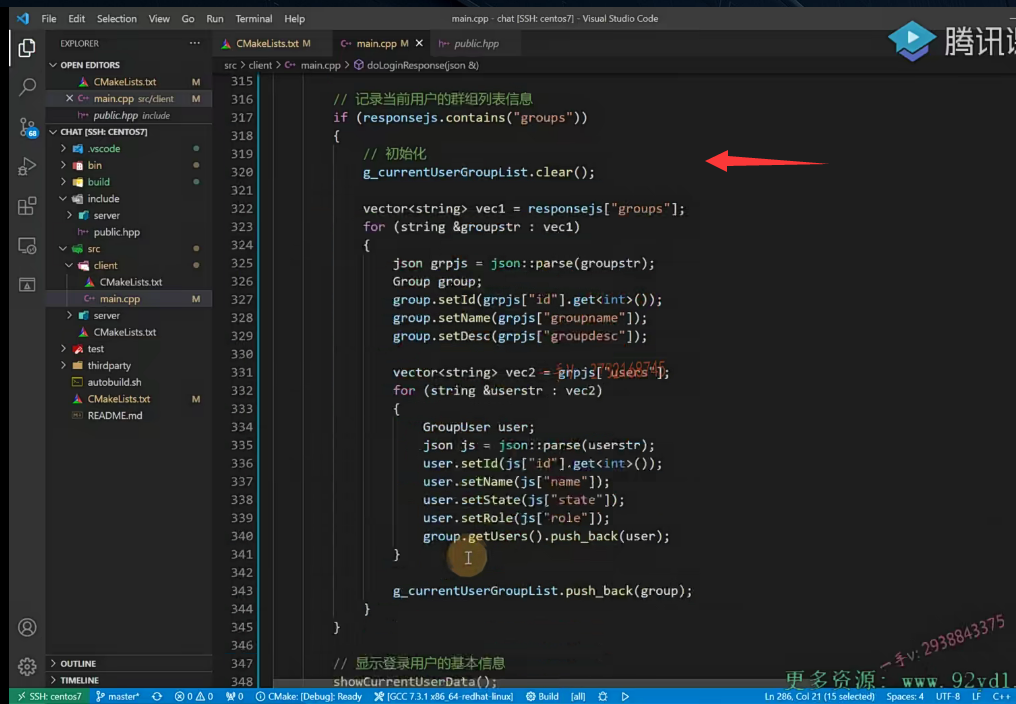 File Edit Selection View Go Run Terminal Help
main.cpp - chat [SSH: centos7] - Visual Studio Code
腾讯课
EXPLORER ···
OPEN EDITORS
CMakeLists.txt M
main.cpp src/client M
public.hpp include
CHAT [SSH: CENTOS7]
.vscode
bin
build
include
server
public.hpp
src
client
CMakeLists.txt
main.cpp M
server
CMakeLists.txt
test
thirdparty
autobuild.sh
CMakeLists.txt M
README.md
OUTLINE
TIMELINE
68
CMakeLists.txt M main.cpp M public.hpp
src > client > main.cpp > doLoginResponse(json &)
315
316 // 记录当前用户的群组列表信息
317 if (responsejs.contains("groups"))
318 {
319 // 初始化
320 g_currentUserGroupList.clear();
321
322 vector<string> vec1 = responsejs["groups"];
323 for (string &groupstr : vec1)
324 {
325 json grpjs = json::parse(groupstr);
326 Group group;
327 group.setId(grpjs["id"].get<int>());
328 group.setName(grpjs["groupname"]);
329 group.setDesc(grpjs["groupdesc"]);
330
331 vector<string> vec2 = grpjs["users"];
332 for (string &userstr : vec2)
333 {
334 GroupUser user;
335 json js = json::parse(userstr);
336 user.setId(js["id"].get<int>());
337 user.setName(js["name"]);
338 user.setState(js["state"]);
339 user.setRole(js["role"]);
340 group.getUsers().push_back(user);
341 }
342
343 g_currentUserGroupList.push_back(group);
344 }
345 }
346
347 // 显示登录用户的基本信息
348 showCurrentUserData();
一手v: 2938843375
更多资源: www.92vd1.
SSH: centos7 master* 0 0 0 CMake: [Debug]: Ready [GCC 7.3.1 x86_64-redhat-linux] Build [all] Ln 286, Col 21 (15 selected) Spaces: 4 UTF-8 LF C++